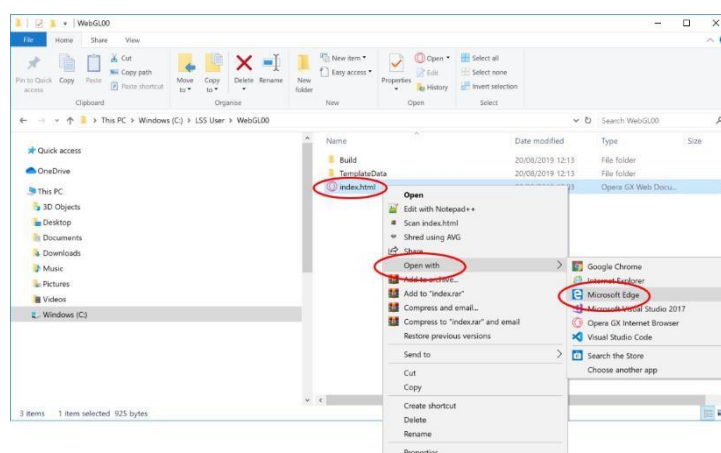 WebGL00
File Home Share View
Pin to Quick access
Copy
Paste
Cut
Copy path
Paste shortcut
Clipboard
Move to
Copy to
Delete
Rename
Organise
New folder
New item
Easy access
New
Properties
Open
Edit
History
Open
Select all
Select none
Invert selection
Select
This PC > Windows (C:) > LSS User > WebGL00
Search WebGL00
Quick access
OneDrive
This PC
3D Objects
Desktop
Documents
Downloads
Music
Pictures
Videos
Windows (C:)
Name Date modified Type Size
Build 20/08/2019 12:13 File folder
TemplateData 20/08/2019 12:13 File folder
index.html Opera GX Web Docu...
Open
Edit with Notepad++
Scan index.html
Shred using AVG
Share
Open with
Add to archive...
Add to "index.rar"
Compress and email...
Compress to "index.rar" and email
Restore previous versions
Send to
Cut
Copy
Create shortcut
Delete
Rename
Properties
Google Chrome
Internet Explorer
Microsoft Edge
Microsoft Visual Studio 2017
Opera GX Internet Browser
Visual Studio Code
Search the Store
Choose another app
3 items 1 item selected 925 bytes